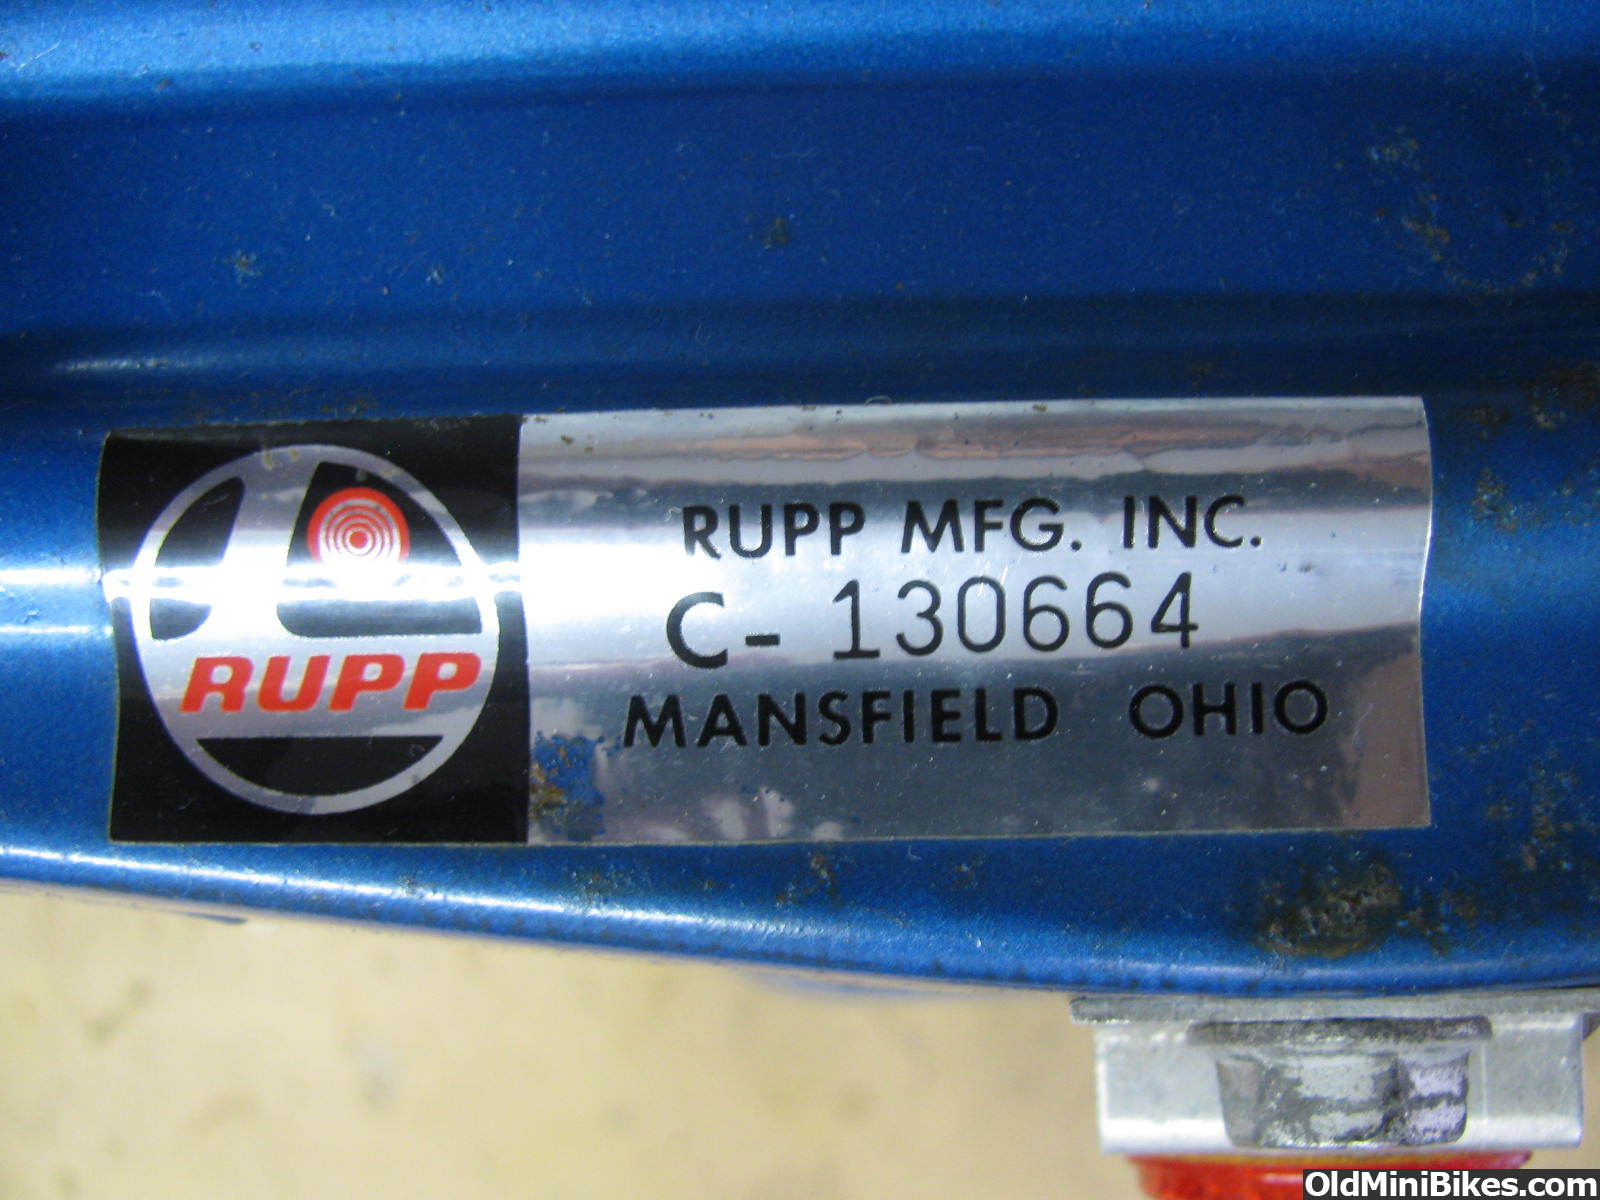 RUPP
RUPP MFG. INC.
C- 130664
MANSFIELD OHIO
OldMiniBikes.com